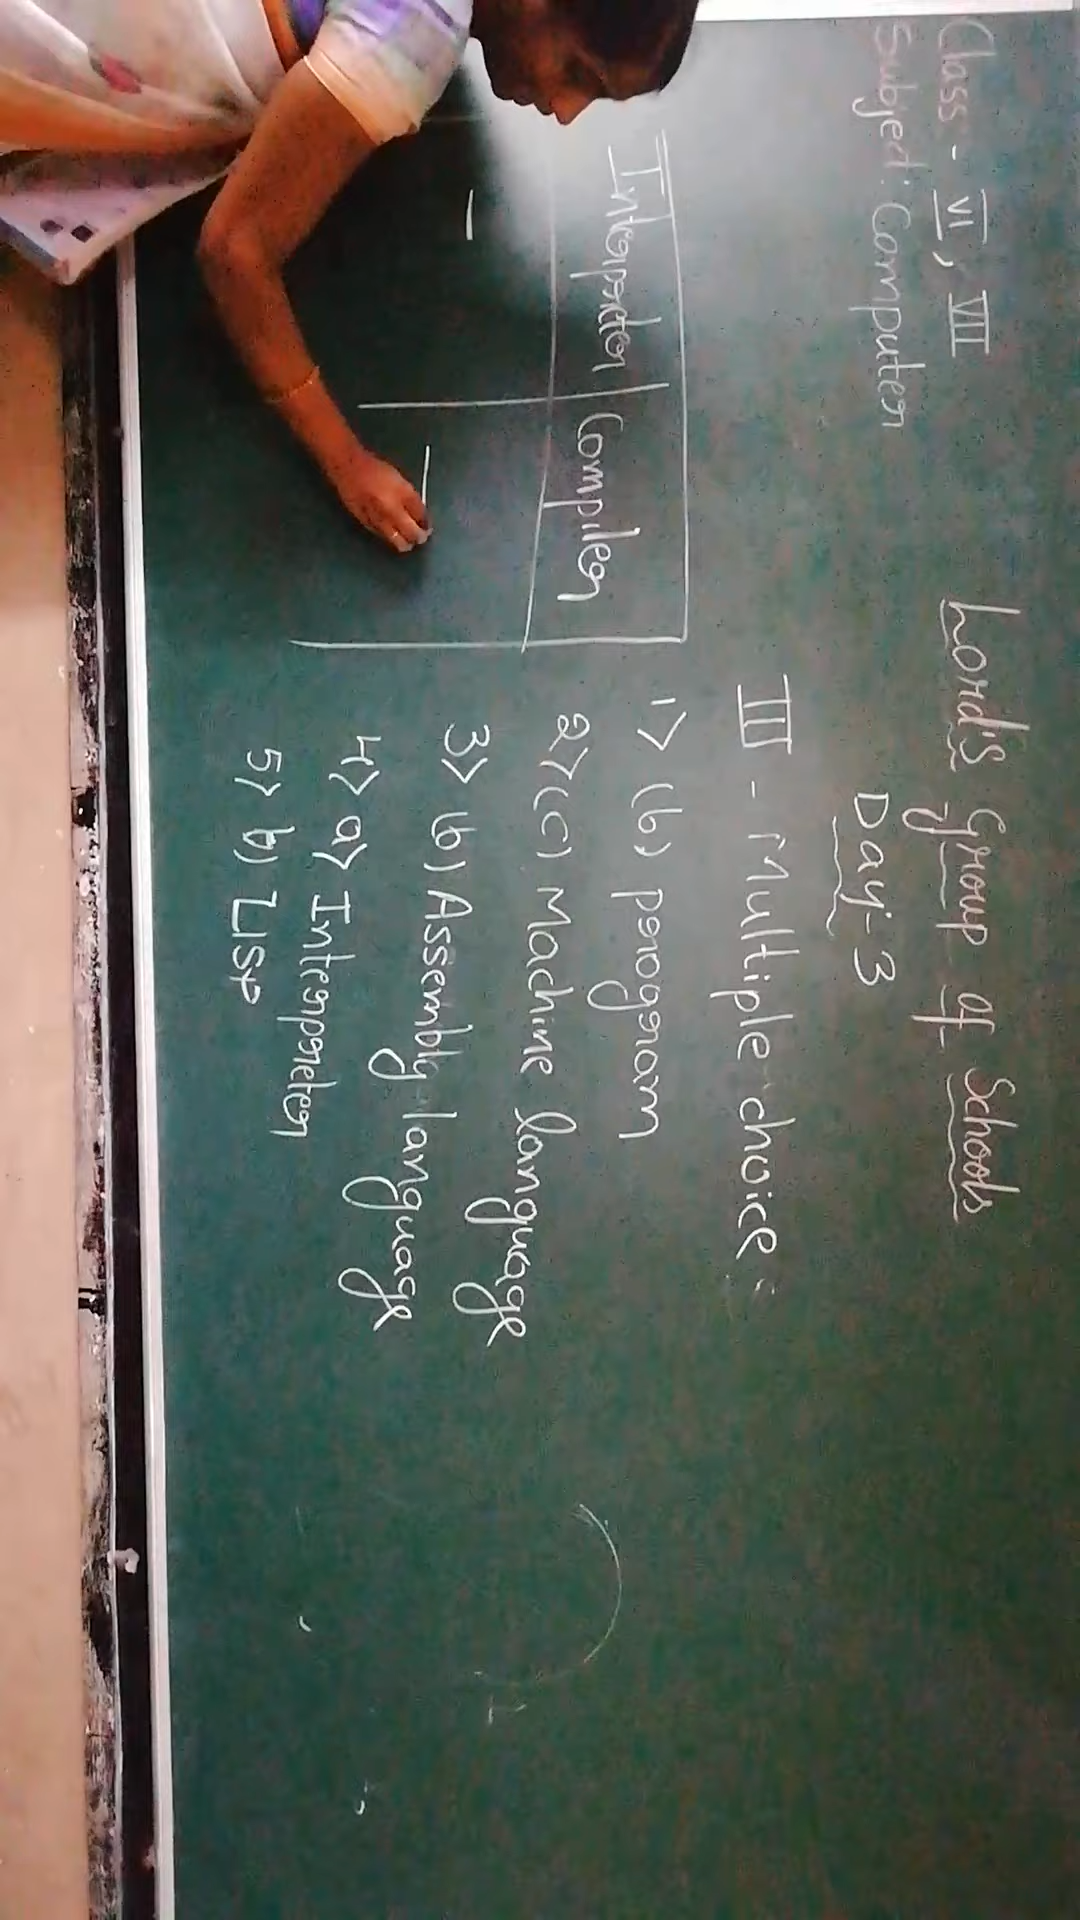 Lord's Group of Schools
Class - VI, VII
Subject: Computer
Day-3
Interpreter | Compiler
III - Multiple choice:
1> (b) program
2> (c) Machine language
3> (b) Assembly language
4> a) Interpreter
5> b) LISP